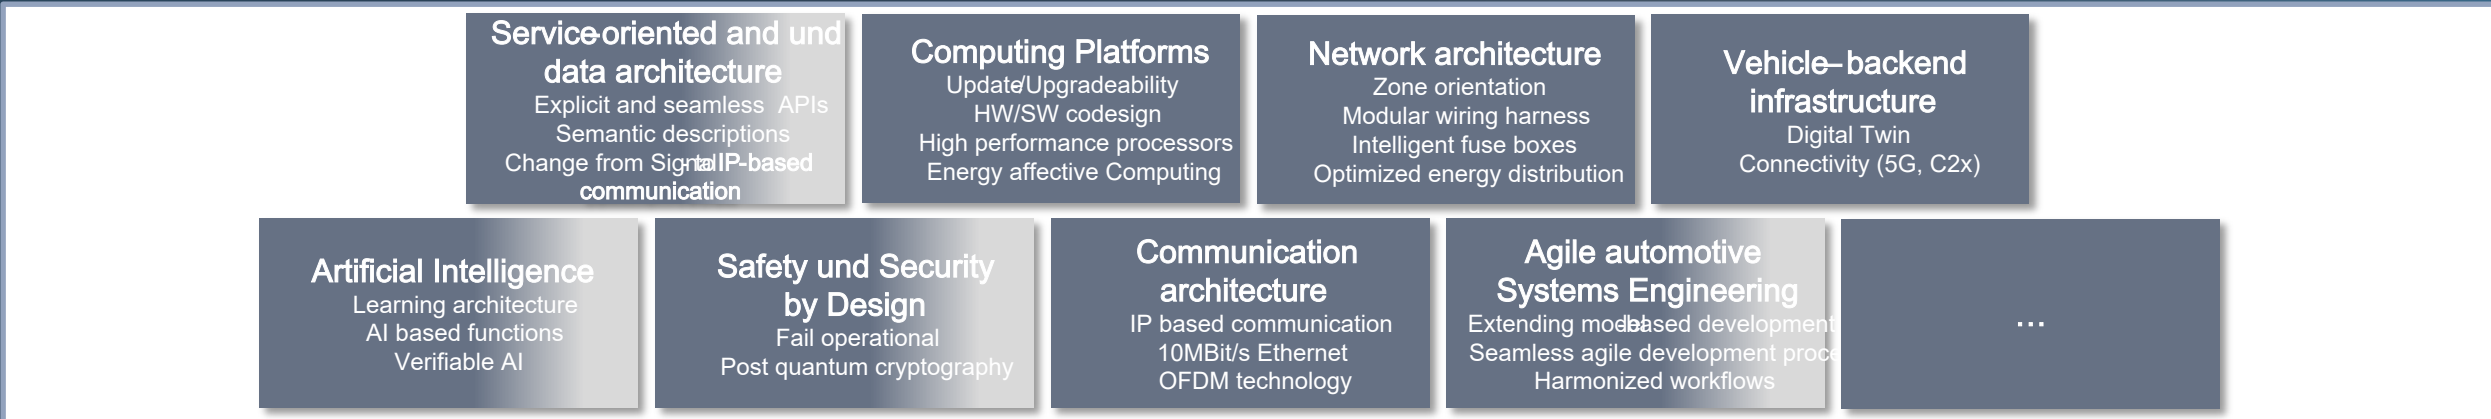 Service-oriented and und
data architecture
Explicit and seamless APIs
Semantic descriptions
Change from Signal- to IP-based
communication
Computing Platforms
Update-/Upgradeability
HW/SW codesign
High performance processors
Energy affective Computing
Network architecture
Zone orientation
Modular wiring harness
Intelligent fuse boxes
Optimized energy distribution
Vehicle– backend
infrastructure
Digital Twin
Connectivity (5G, C2x)
Artificial Intelligence
Learning architecture
AI based functions
Verifiable AI
Safety und Security
by Design
Fail operational
Post quantum cryptography
Communication
architecture
IP based communication
10MBit/s Ethernet
OFDM technology
Agile automotive
Systems Engineering
Extending model-based development
Seamless agile development proce
Harmonized workflows
...